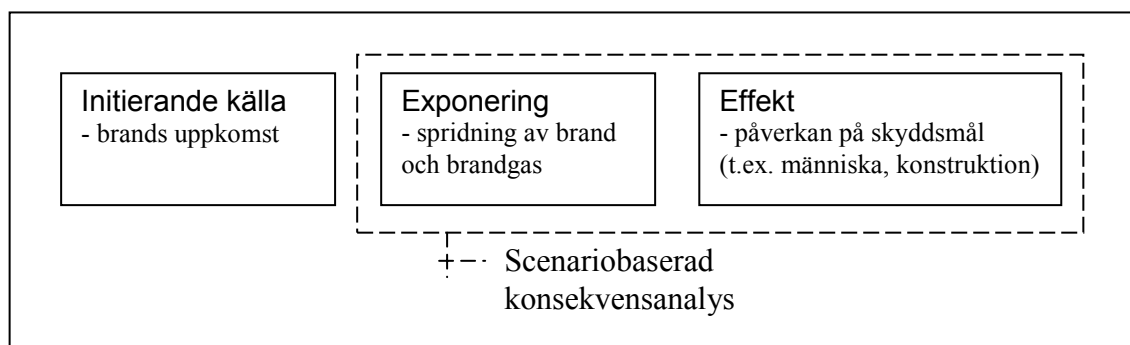 Initierande källa
- brands uppkomst
Exponering
- spridning av brand
och brandgas
Effekt
- påverkan på skyddsmål
(t.ex. människa, konstruktion)
Scenariobaserad
konsekvensanalys